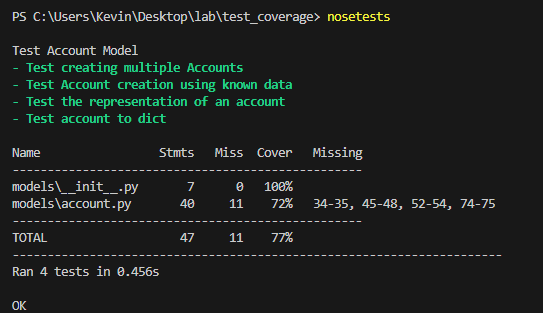 PS C:\Users\Kevin\Desktop\lab\test_coverage> nosetests
Test Account Model
- Test creating multiple Accounts
- Test Account creation using known data
- Test the representation of an account
- Test account to dict
Name                 Stmts   Miss  Cover   Missing
--------------------------------------------------
models\__init__.py       7      0   100%
models\account.py       40     11    72%   34-35, 45-48, 52-54, 74-75
--------------------------------------------------
TOTAL                   47     11    77%
----------------------------------------------------------------------
Ran 4 tests in 0.456s
OK